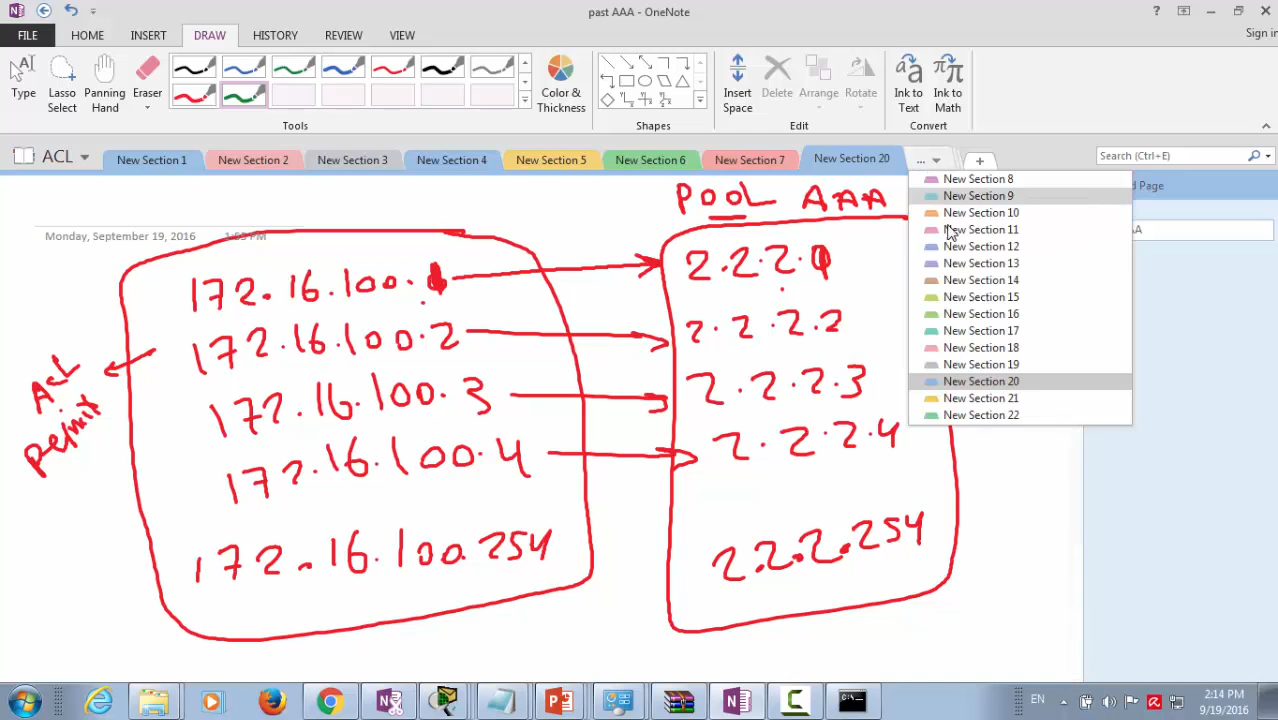 past AAA - OneNote
?
Sign in
FILE HOME INSERT DRAW HISTORY REVIEW VIEW
Type
Lasso Select
Panning Hand
Eraser
Color & Thickness
Insert Space
Delete
Arrange
Rotate
Ink to Text
Ink to Math
Tools
Shapes
Edit
Convert
ACL
New Section 1
New Section 2
New Section 3
New Section 4
New Section 5
New Section 6
New Section 7
New Section 20
...
Search (Ctrl+E)
New Section 8
New Section 9
New Section 10
New Section 11
New Section 12
New Section 13
New Section 14
New Section 15
New Section 16
New Section 17
New Section 18
New Section 19
New Section 20
New Section 21
New Section 22
d Page
AA
Monday, September 19, 2016
POOL AAA
172.16.100.
2.2.2.
172.16.100.2
2.2.2.2
172.16.100.3
2.2.2.3
172.16.100.4
2.2.2.4
172.16.100.254
2.2.2.254
Acl
permit
EN
2:14 PM
9/19/2016